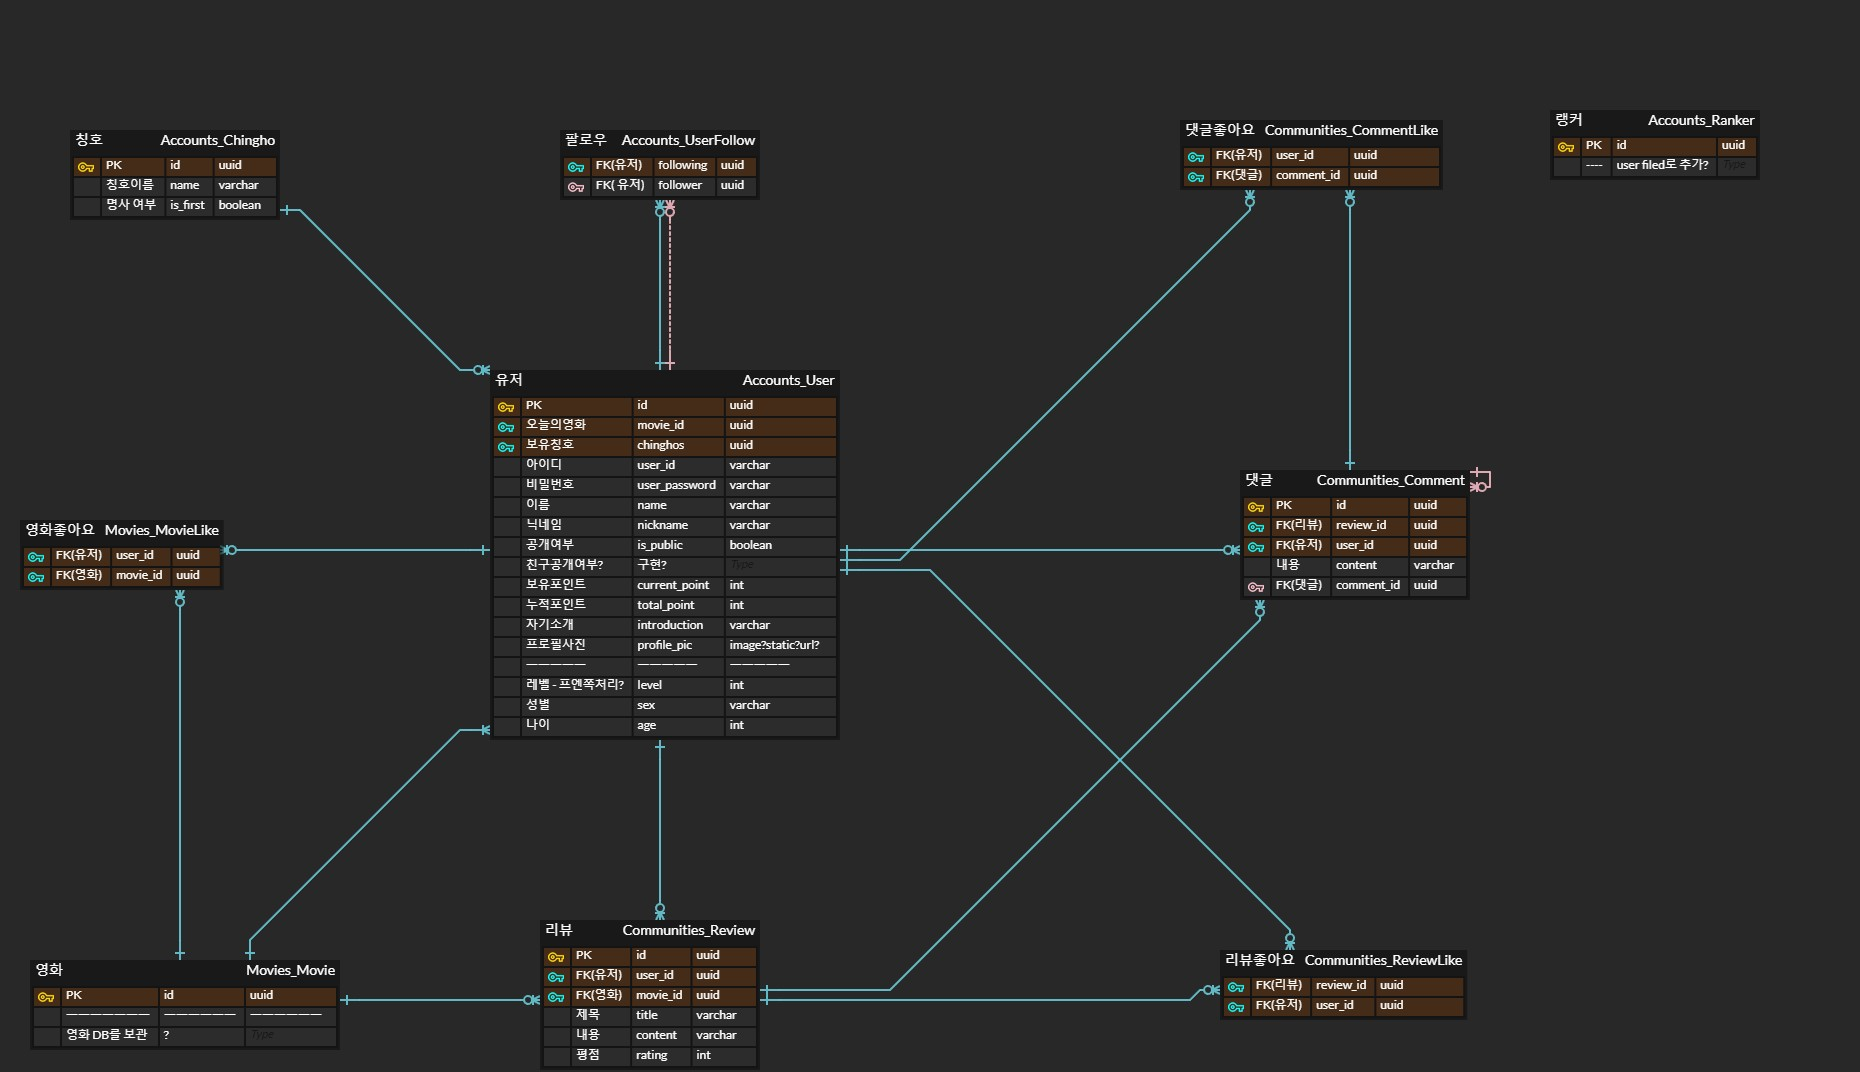 칭호 Accounts_Chingho
PK id uuid
칭호이름 name varchar
명사 여부 is_first boolean
팔로우 Accounts_UserFollow
FK(유저) following uuid
FK( 유저) follower uuid
댓글좋아요 Communities_CommentLike
FK(유저) user_id uuid
FK(댓글) comment_id uuid
랭커 Accounts_Ranker
PK id uuid
---- user filed로 추가? Type
유저 Accounts_User
PK id uuid
오늘의영화 movie_id uuid
보유칭호 chinghos uuid
아이디 user_id varchar
비밀번호 user_password varchar
이름 name varchar
닉네임 nickname varchar
공개여부 is_public boolean
친구공개여부? 구현? Type
보유포인트 current_point int
누적포인트 total_point int
자기소개 introduction varchar
프로필사진 profile_pic image?static?url?
—————— —————— ——————
레벨 - 프엔쪽처리? level int
성별 sex varchar
나이 age int
영화좋아요 Movies_MovieLike
FK(유저) user_id uuid
FK(영화) movie_id uuid
댓글 Communities_Comment
PK id uuid
FK(리뷰) review_id uuid
FK(유저) user_id uuid
내용 content varchar
FK(댓글) comment_id uuid
영화 Movies_Movie
PK id uuid
——————— —————— ——————
영화 DB를 보관 ? Type
리뷰 Communities_Review
PK id uuid
FK(유저) user_id uuid
FK(영화) movie_id uuid
제목 title varchar
내용 content varchar
평점 rating int
리뷰좋아요 Communities_ReviewLike
FK(리뷰) review_id uuid
FK(유저) user_id uuid